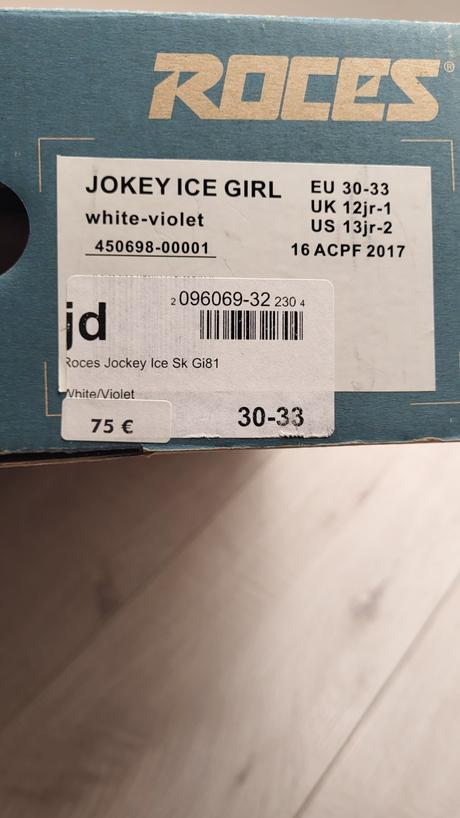 ROCES®
JOKEY ICE GIRL
white-violet
450698-00001
EU 30-33
UK 12jr-1
US 13jr-2
16 ACPF 2017
jd
2 096069-32 230 4
Roces Jockey Ice Sk Gi81
White/Violet
75 €
30-33